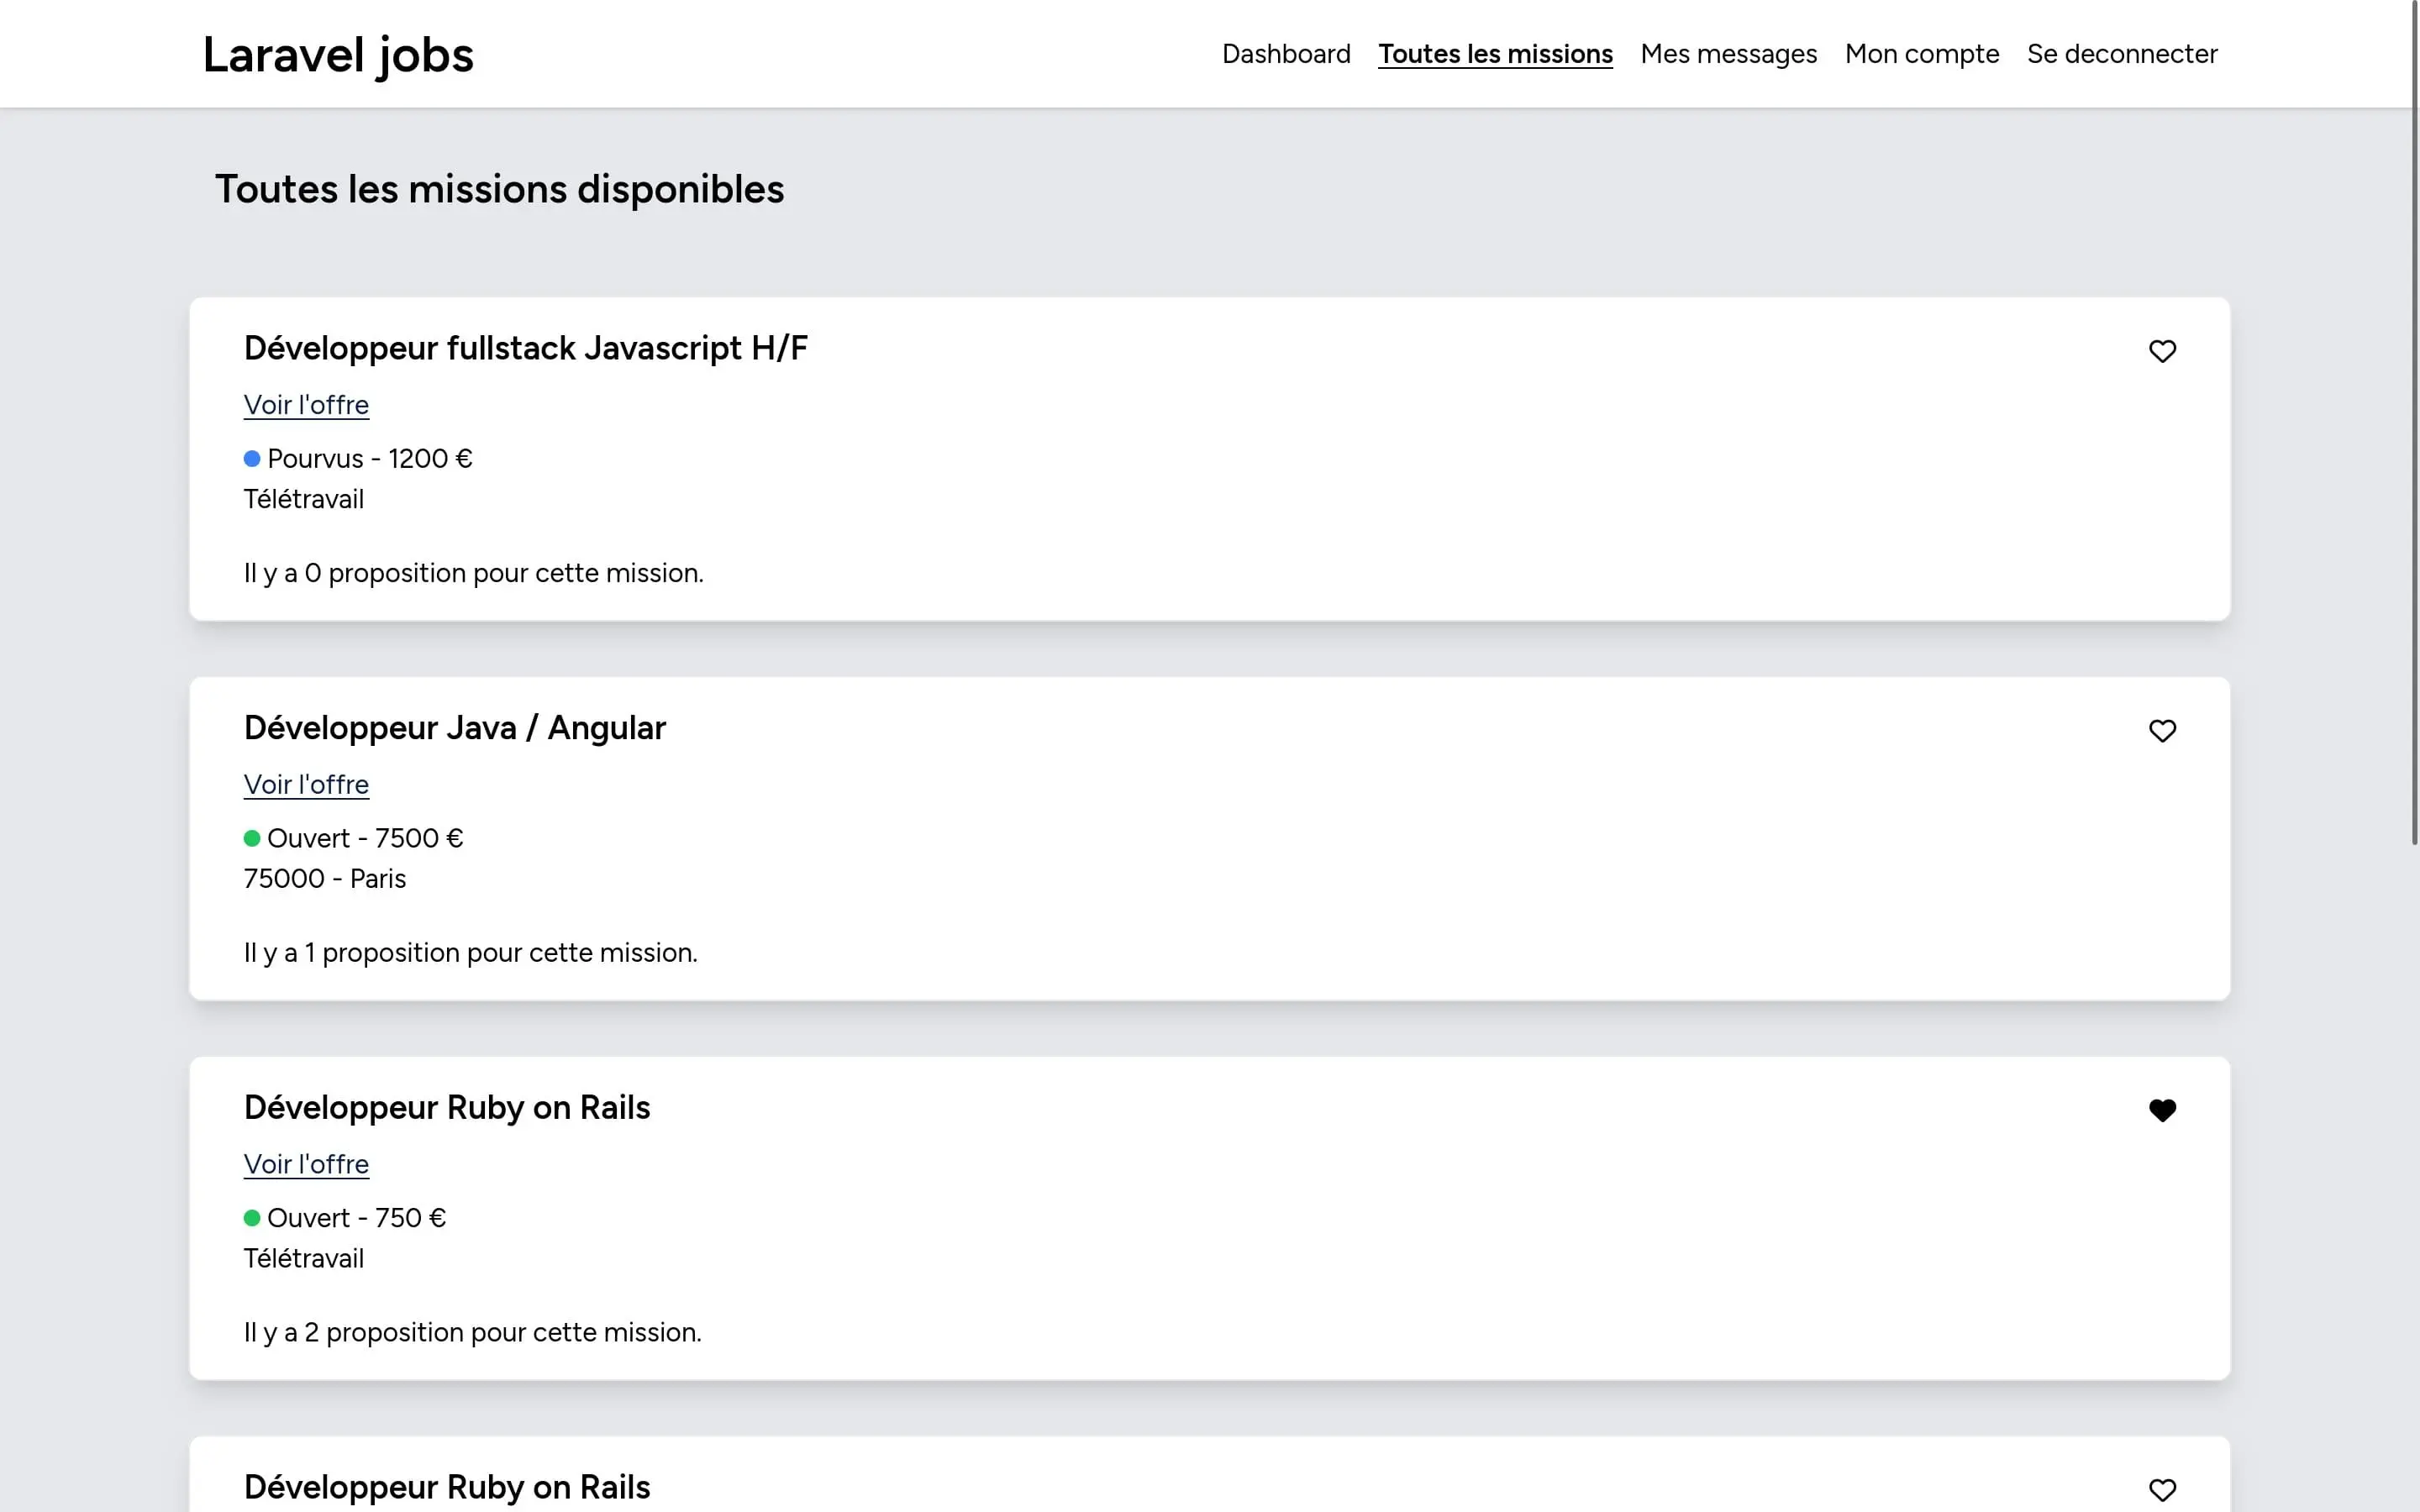 Laravel jobs
Dashboard Toutes les missions Mes messages Mon compte Se deconnecter
Toutes les missions disponibles
Développeur fullstack Javascript H/F
Voir l'offre
Pourvus - 1200 €
Télétravail
Il y a 0 proposition pour cette mission.
Développeur Java / Angular
Voir l'offre
Ouvert - 7500 €
75000 - Paris
Il y a 1 proposition pour cette mission.
Développeur Ruby on Rails
Voir l'offre
Ouvert - 750 €
Télétravail
Il y a 2 proposition pour cette mission.
Développeur Ruby on Rails